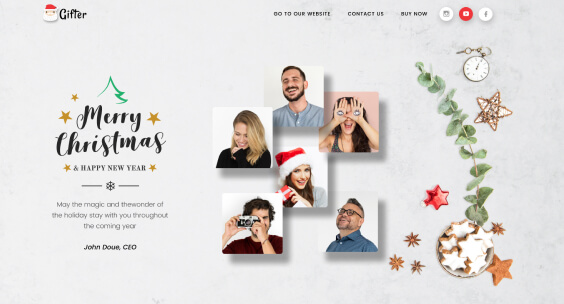 Gifter
GO TO OUR WEBSITE CONTACT US BUY NOW
Merry
Christmas
& HAPPY NEW YEAR
May the magic and thewonder of
the holiday stay with you throughout
the coming year
John Doue, CEO